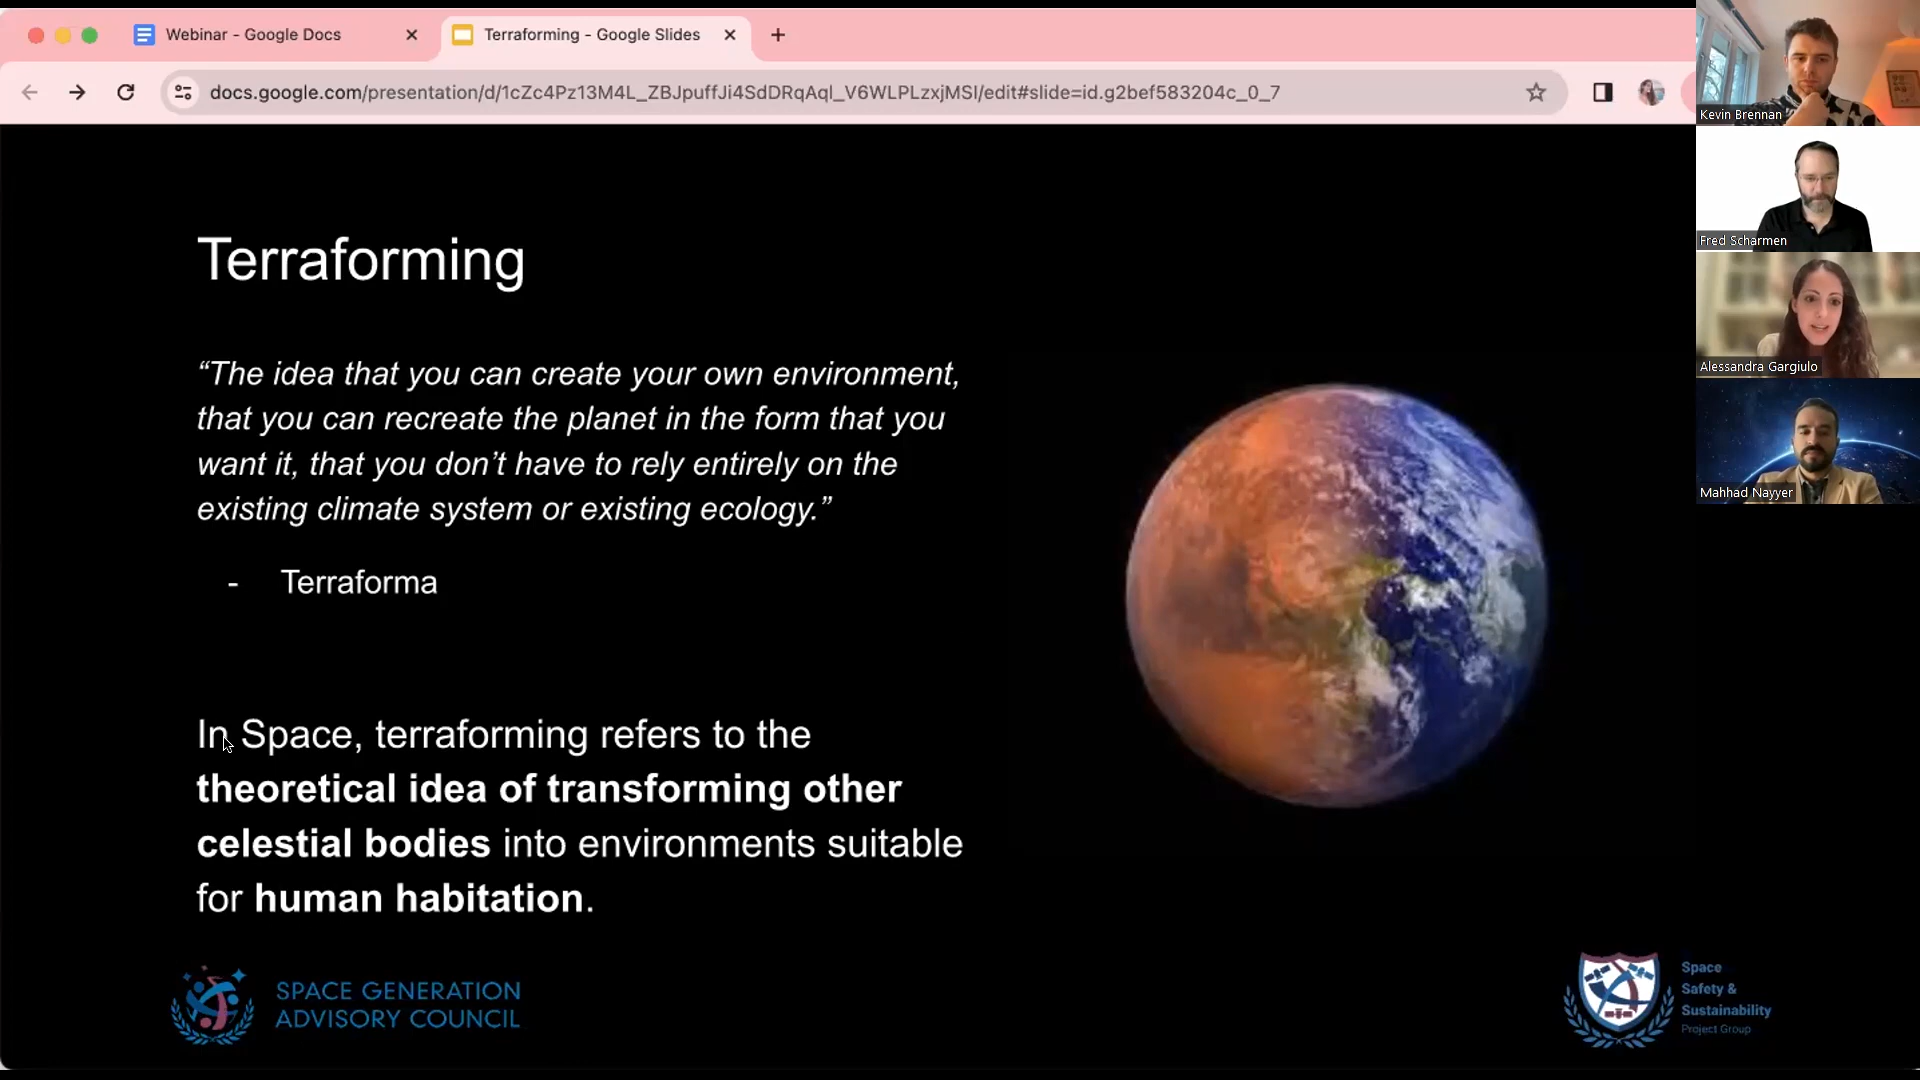 Webinar - Google Docs
Terraforming - Google Slides
docs.google.com/presentation/d/1cZc4Pz13M4L_ZBJpuffJi4SdDRqAql_V6WLPLzxjMSI/edit#slide=id.g2bef583204c_0_7
Terraforming
“The idea that you can create your own environment,
that you can recreate the planet in the form that you
want it, that you don’t have to rely entirely on the
existing climate system or existing ecology.”
- Terraforma
In Space, terraforming refers to the
theoretical idea of transforming other
celestial bodies into environments suitable
for human habitation.
SPACE GENERATION
ADVISORY COUNCIL
Space
Safety &
Sustainability
Project Group
Kevin Brennan
Fred Scharmen
Alessandra Gargiulo
Mahhad Nayyer